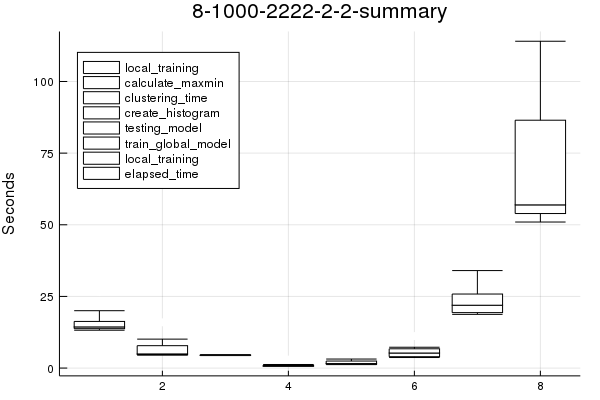 8-1000-2222-2-2-summary
local_training
calculate_maxmin
clustering_time
create_histogram
testing_model
train_global_model
local_training
elapsed_time
Seconds
100
75
50
25
0
2
4
6
8